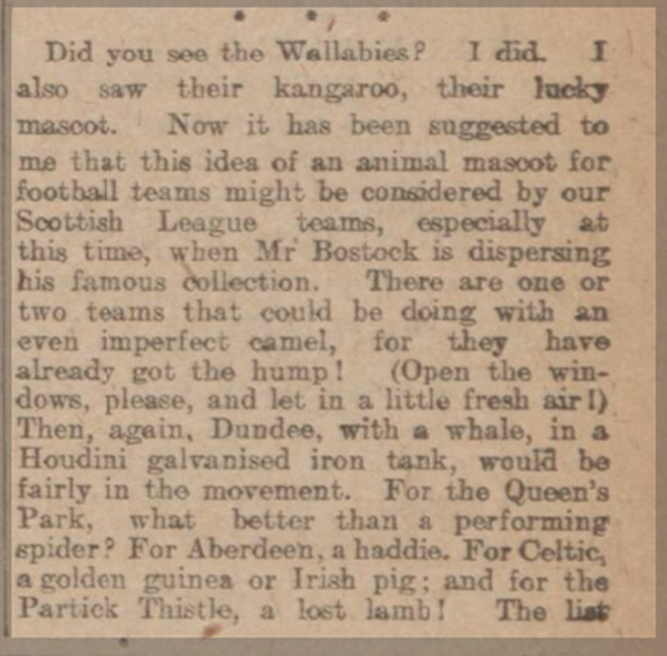 * * *
Did you see the Wallabies? I did. I
also saw their kangaroo, their lucky
mascot. Now it has been suggested to
me that this idea of an animal mascot for
football teams might be considered by our
Scottish League teams, especially at
this time, when Mr Bostock is dispersing
his famous collection. There are one or
two teams that could be doing with an
even imperfect camel, for they have
already got the hump! (Open the win-
dows, please, and let in a little fresh air!)
Then, again, Dundee, with a whale, in a
Houdini galvanised iron tank, would be
fairly in the movement. For the Queen's
Park, what better than a performing
spider? For Aberdeen, a haddie. For Celtic,
a golden guinea or Irish pig; and for the
Partick Thistle, a lost lamb! The list